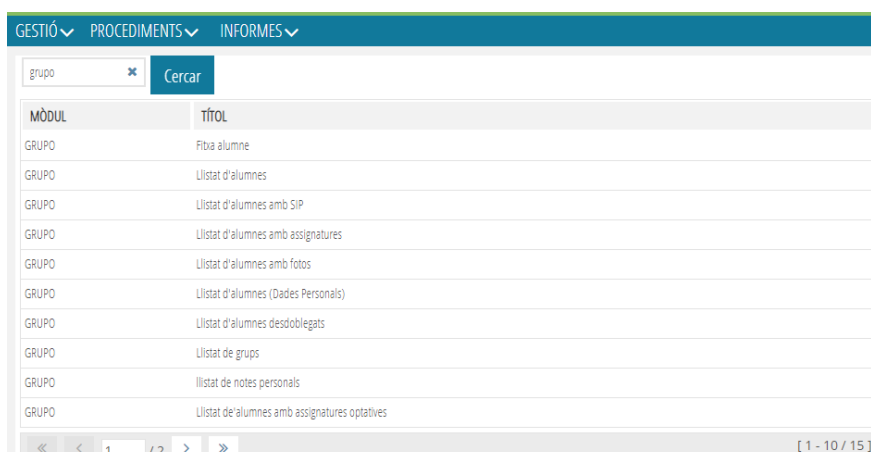 GESTIÓ PROCEDIMENTS INFORMES
grupo Cercar
MÒDUL TÍTOL
GRUPO Fitxa alumne
GRUPO Llistat d'alumnes
GRUPO Llistat d'alumnes amb SIP
GRUPO Llistat d'alumnes amb assignatures
GRUPO Llistat d'alumnes amb fotos
GRUPO Llistat d'alumnes (Dades Personals)
GRUPO Llistat d'alumnes desdoblegats
GRUPO Llistat de grups
GRUPO llistat de notes personals
GRUPO Llistat de'alumnes amb assignatures optatives
1 / 2 [ 1 - 10 / 15 ]